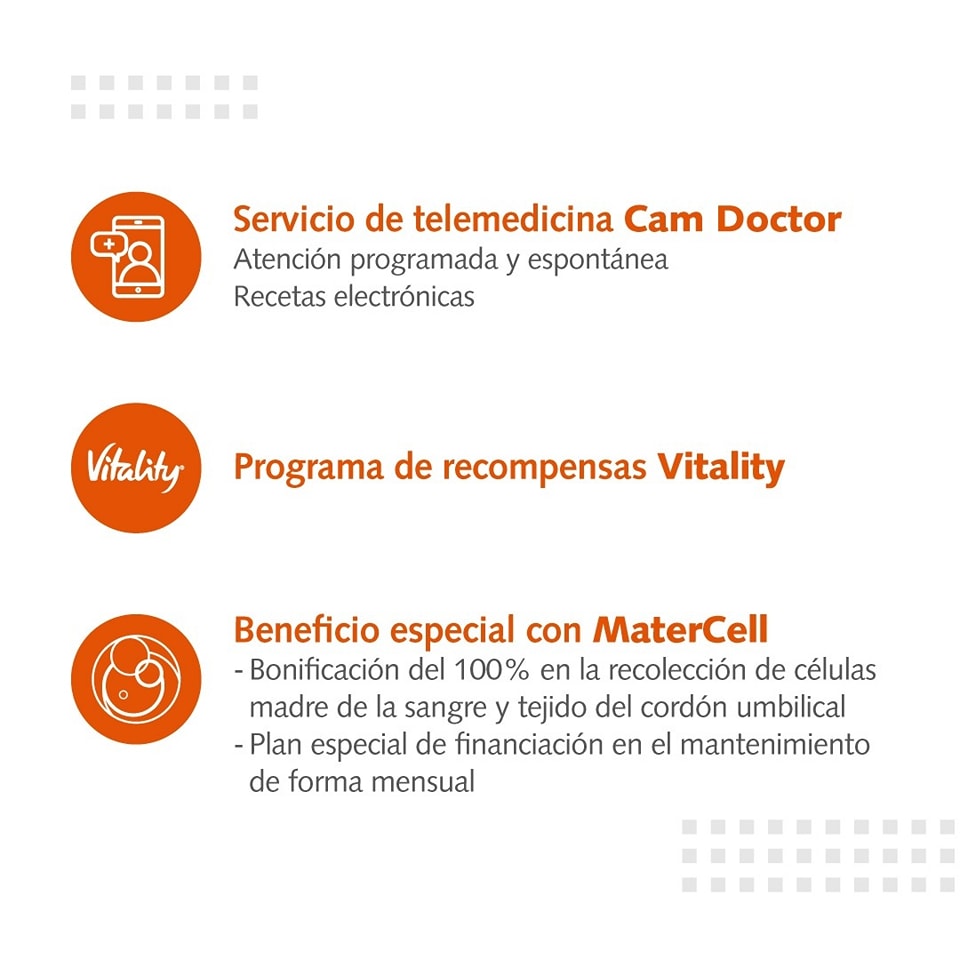 Servicio de telemedicina Cam Doctor
Atención programada y espontánea
Recetas electrónicas
Vitality
Programa de recompensas Vitality
Beneficio especial con MaterCell
- Bonificación del 100% en la recolección de células
madre de la sangre y tejido del cordón umbilical
- Plan especial de financiación en el mantenimiento
de forma mensual